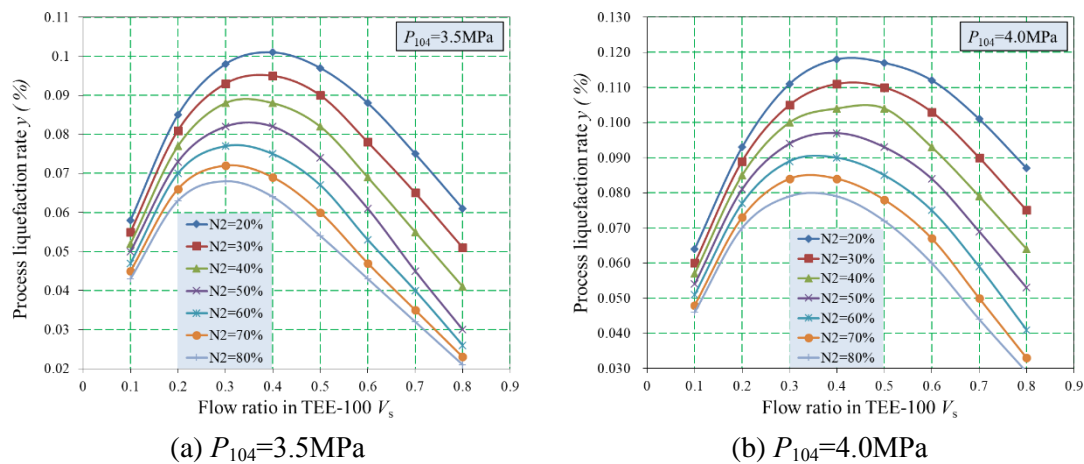 P104=3.5MPa
0.1
0.09
0.08
0.07
0.06
0.05
0.04
0.03
0.02
Process liquefaction rate y ( %)
N2=20%
N2=30%
N2=40%
N2=50%
N2=60%
N2=70%
N2=80%
0 0.1 0.2 0.3 0.4 0.5 0.6 0.7 0.8 0.9
Flow ratio in TEE-100 Vs
(a) P104=3.5MPa
P104=4.0MPa
0.120
0.110
0.100
0.090
0.080
0.070
0.060
0.050
0.040
0.030
Process liquefaction rate y ( %)
N2=20%
N2=30%
N2=40%
N2=50%
N2=60%
N2=70%
N2=80%
0 0.1 0.2 0.3 0.4 0.5 0.6 0.7 0.8 0.9
Flow ratio in TEE-100 Vs
(b) P104=4.0MPa